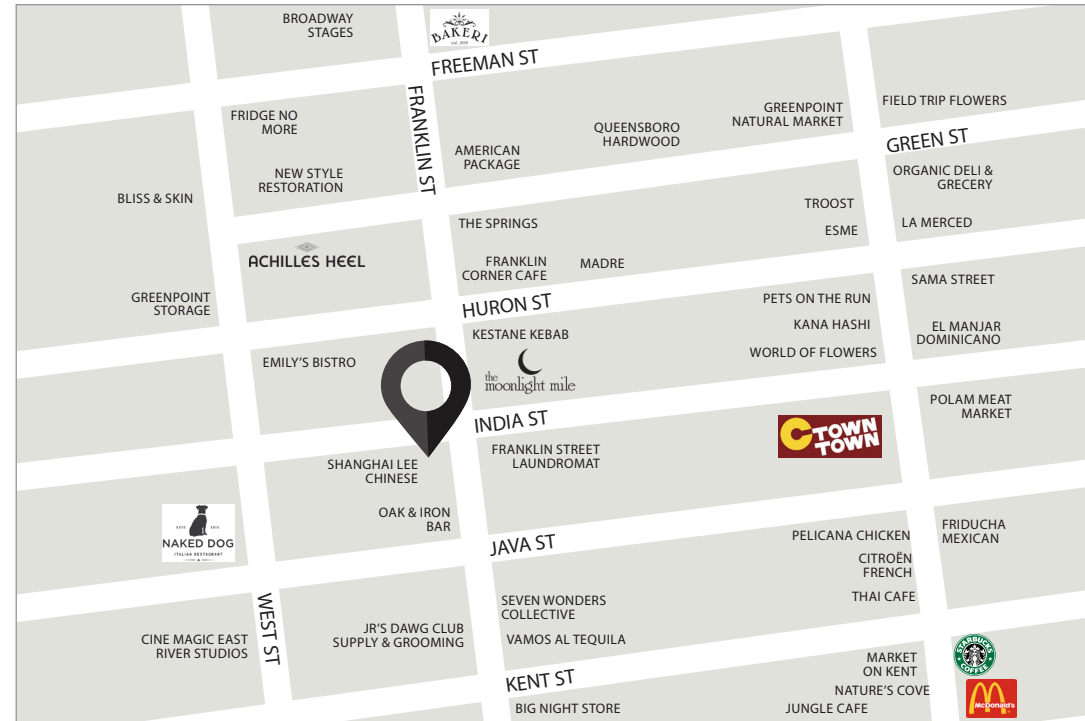 BROADWAY
STAGES
BAKERI
EST. 2009
FREEMAN ST
FRANKLIN ST
FRIDGE NO
MORE
NEW STYLE
RESTORATION
BLISS & SKIN
AMERICAN
PACKAGE
QUEENSBORO
HARDWOOD
GREENPOINT
NATURAL MARKET
FIELD TRIP FLOWERS
GREEN ST
ORGANIC DELI &
GRECERY
LA MERCED
TROOST
ESME
THE SPRINGS
FRANKLIN
CORNER CAFE
MADRE
ACHILLES HEEL
GREENPOINT
STORAGE
HURON ST
SAMA STREET
EL MANJAR
DOMINICANO
PETS ON THE RUN
KANA HASHI
WORLD OF FLOWERS
KESTANE KEBAB
the
moonlight mile
EMILY'S BISTRO
INDIA ST
POLAM MEAT
MARKET
C TOWN
TOWN
FRANKLIN STREET
LAUNDROMAT
SHANGHAI LEE
CHINESE
OAK & IRON
BAR
ESTD 2015
NAKED DOG
ITALIAN RESTAURANT
JAVA ST
PELICANA CHICKEN
CITROËN
FRENCH
THAI CAFE
FRIDUCHA
MEXICAN
WEST ST
SEVEN WONDERS
COLLECTIVE
VAMOS AL TEQUILA
JR'S DAWG CLUB
SUPPLY & GROOMING
CINE MAGIC EAST
RIVER STUDIOS
KENT ST
MARKET
ON KENT
NATURE'S COVE
JUNGLE CAFE
BIG NIGHT STORE
STARBUCKS
COFFEE
McDonald's